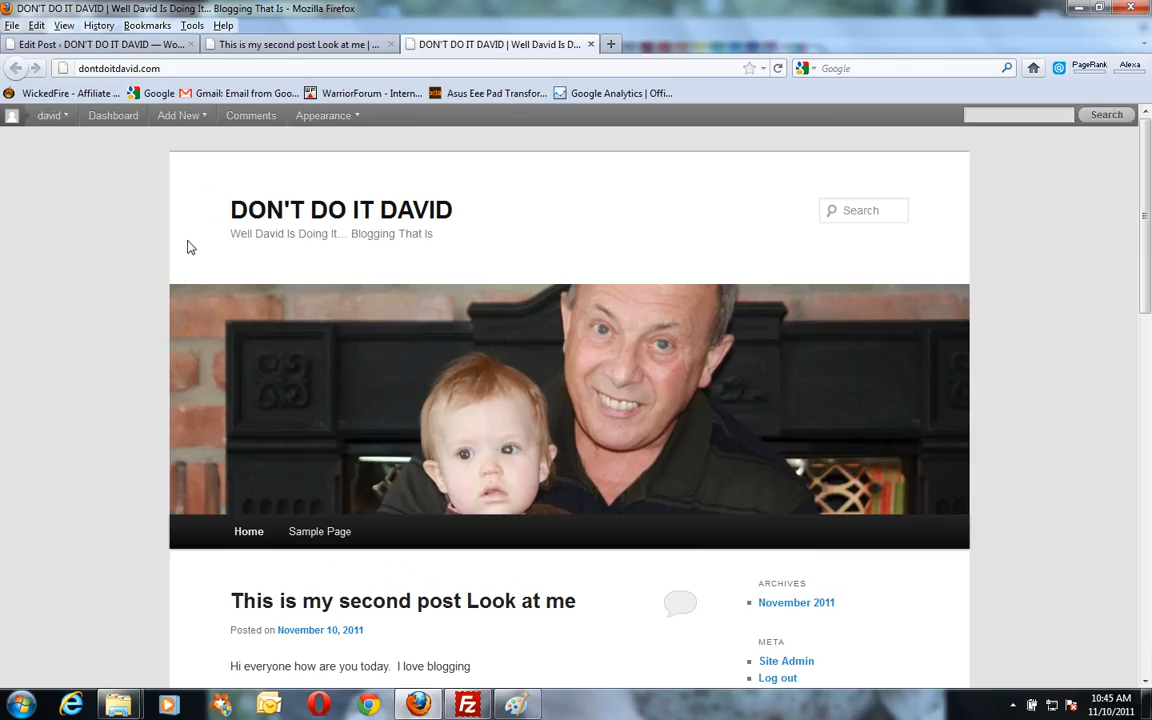 DON'T DO IT DAVID | Well David Is Doing It... Blogging That Is - Mozilla Firefox
File Edit View History Bookmarks Tools Help
Edit Post ‹ DON'T DO IT DAVID — Wo... × This is my second post Look at me | ... × DON'T DO IT DAVID | Well David Is D... × +
dontdoitdavid.com Google PageRank Alexa
WickedFire - Affiliate ... Google Gmail: Email from Goo... WarriorForum - Intern... Asus Eee Pad Transfor... Google Analytics | Offi...
david Dashboard Add New Comments Appearance Search
DON'T DO IT DAVID
Search
Well David Is Doing It… Blogging That Is
Home Sample Page
This is my second post Look at me
Posted on November 10, 2011
Hi everyone how are you today.  I love blogging
ARCHIVES
November 2011
META
Site Admin
Log out
10:45 AM
11/10/2011